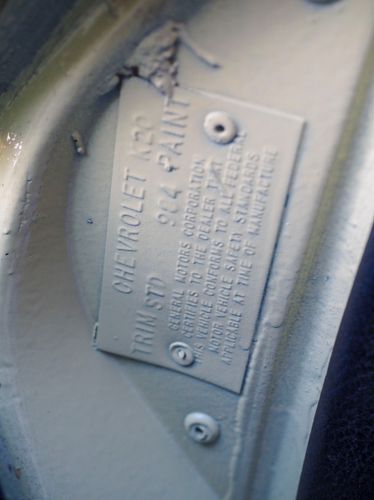 CHEVROLET K20
TRIM STD 904 PAINT
GENERAL MOTORS CORPORATION
CERTIFIES TO THE DEALER THAT
THIS VEHICLE CONFORMS TO ALL FEDERAL
MOTOR VEHICLE SAFETY STANDARDS
APPLICABLE AT TIME OF MANUFACTURE